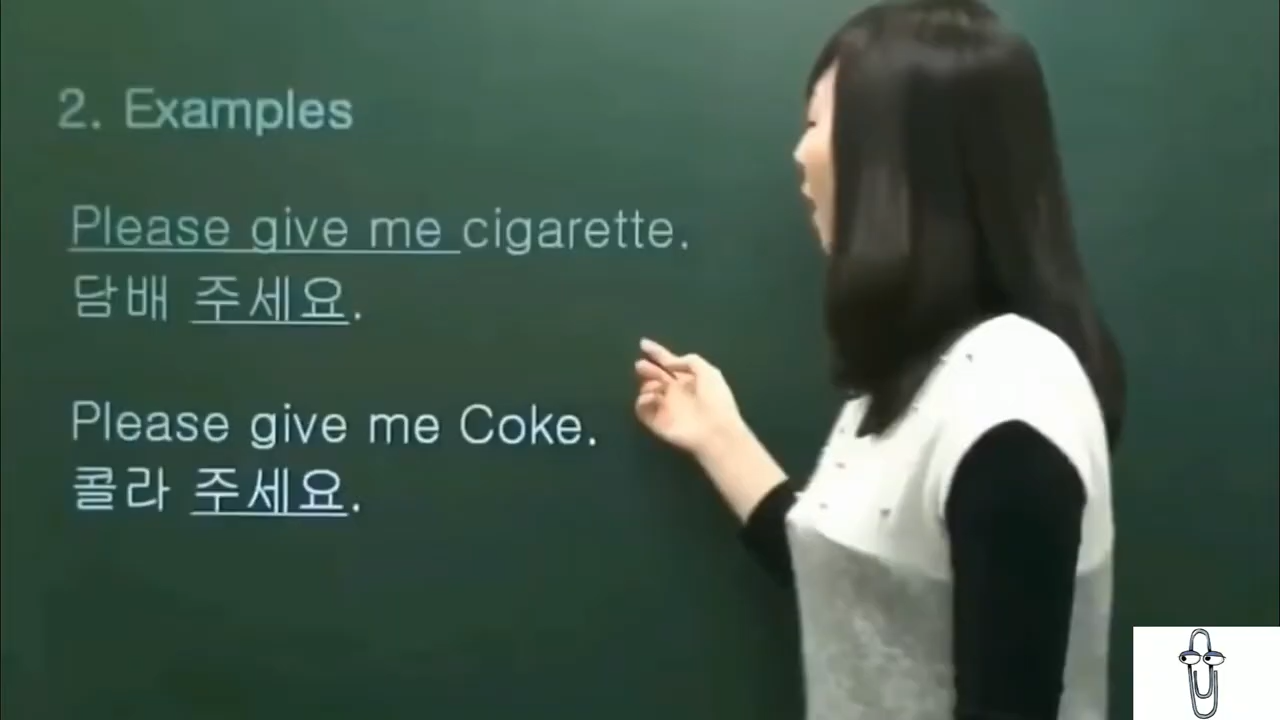 2. Examples
Please give me cigarette.
담배 주세요.
Please give me Coke.
콜라 주세요.